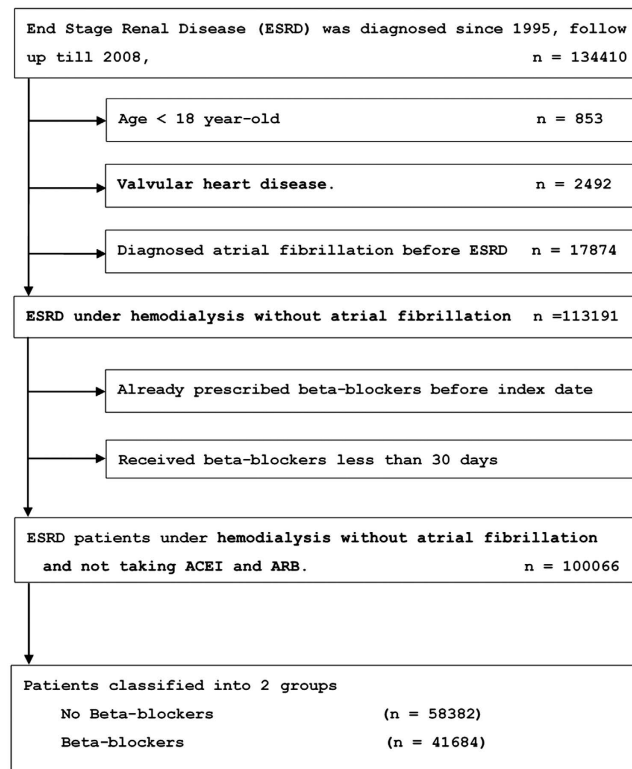 End Stage Renal Disease (ESRD) was diagnosed since 1995, follow
up till 2008, n = 134410
Age < 18 year-old n = 853
Valvular heart disease. n = 2492
Diagnosed atrial fibrillation before ESRD n = 17874
ESRD under hemodialysis without atrial fibrillation n =113191
Already prescribed beta-blockers before index date
Received beta-blockers less than 30 days
ESRD patients under hemodialysis without atrial fibrillation
and not taking ACEI and ARB. n = 100066
Patients classified into 2 groups
No Beta-blockers (n = 58382)
Beta-blockers (n = 41684)